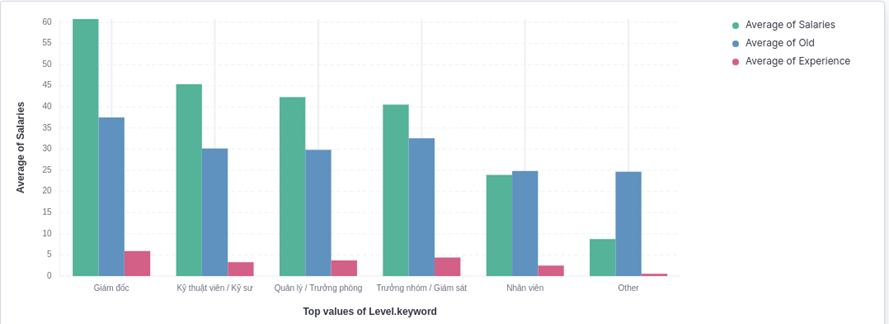 60
55
50
45
40
35
30
25
20
15
10
5
0
Average of Salaries
Giám đốc
Kỹ thuật viên / Kỹ sư
Quản lý / Trưởng phòng
Trưởng nhóm / Giám sát
Nhân viên
Other
Top values of Level.keyword
Average of Salaries
Average of Old
Average of Experience